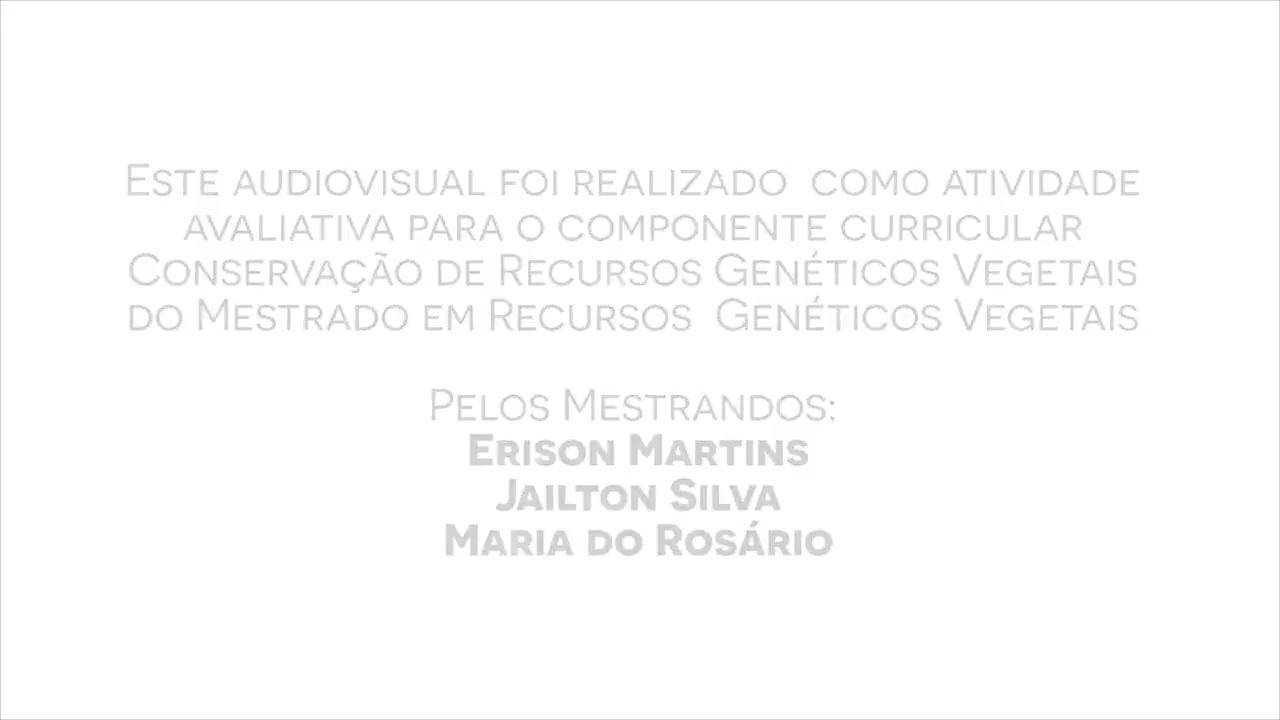 Este audiovisual foi realizado como atividade
avaliativa para o componente curricular
Conservação de Recursos Genéticos Vegetais
do Mestrado em Recursos Genéticos Vegetais
Pelos Mestrandos:
Erison Martins
Jailton Silva
Maria do Rosário